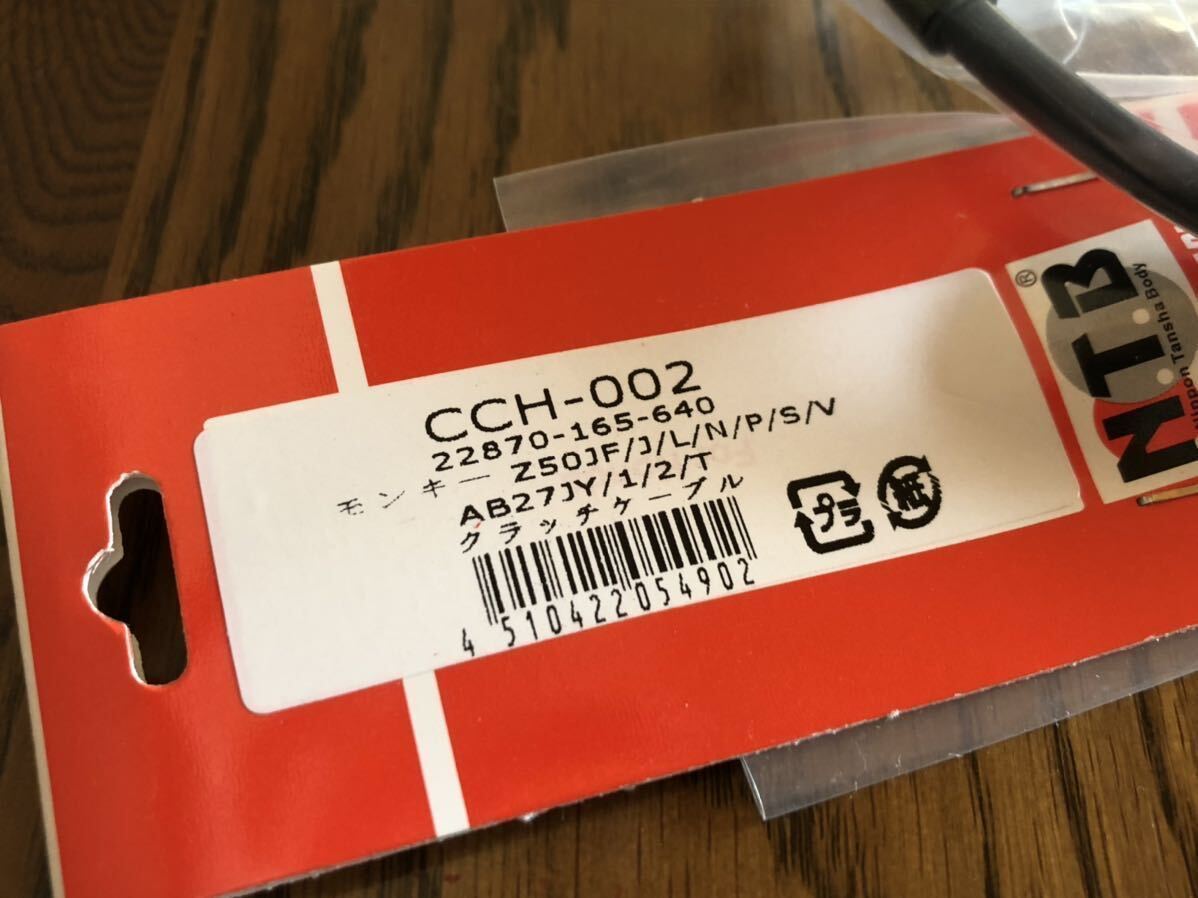 CCH-002
22870-165-640
モンキー Z50JF/J/L/N/P/S/V
AB27JY/1/2/T
クラッチケーブル
4 510422 054902
プラ
紙
N.T.B
®
Nippon Tansha Body